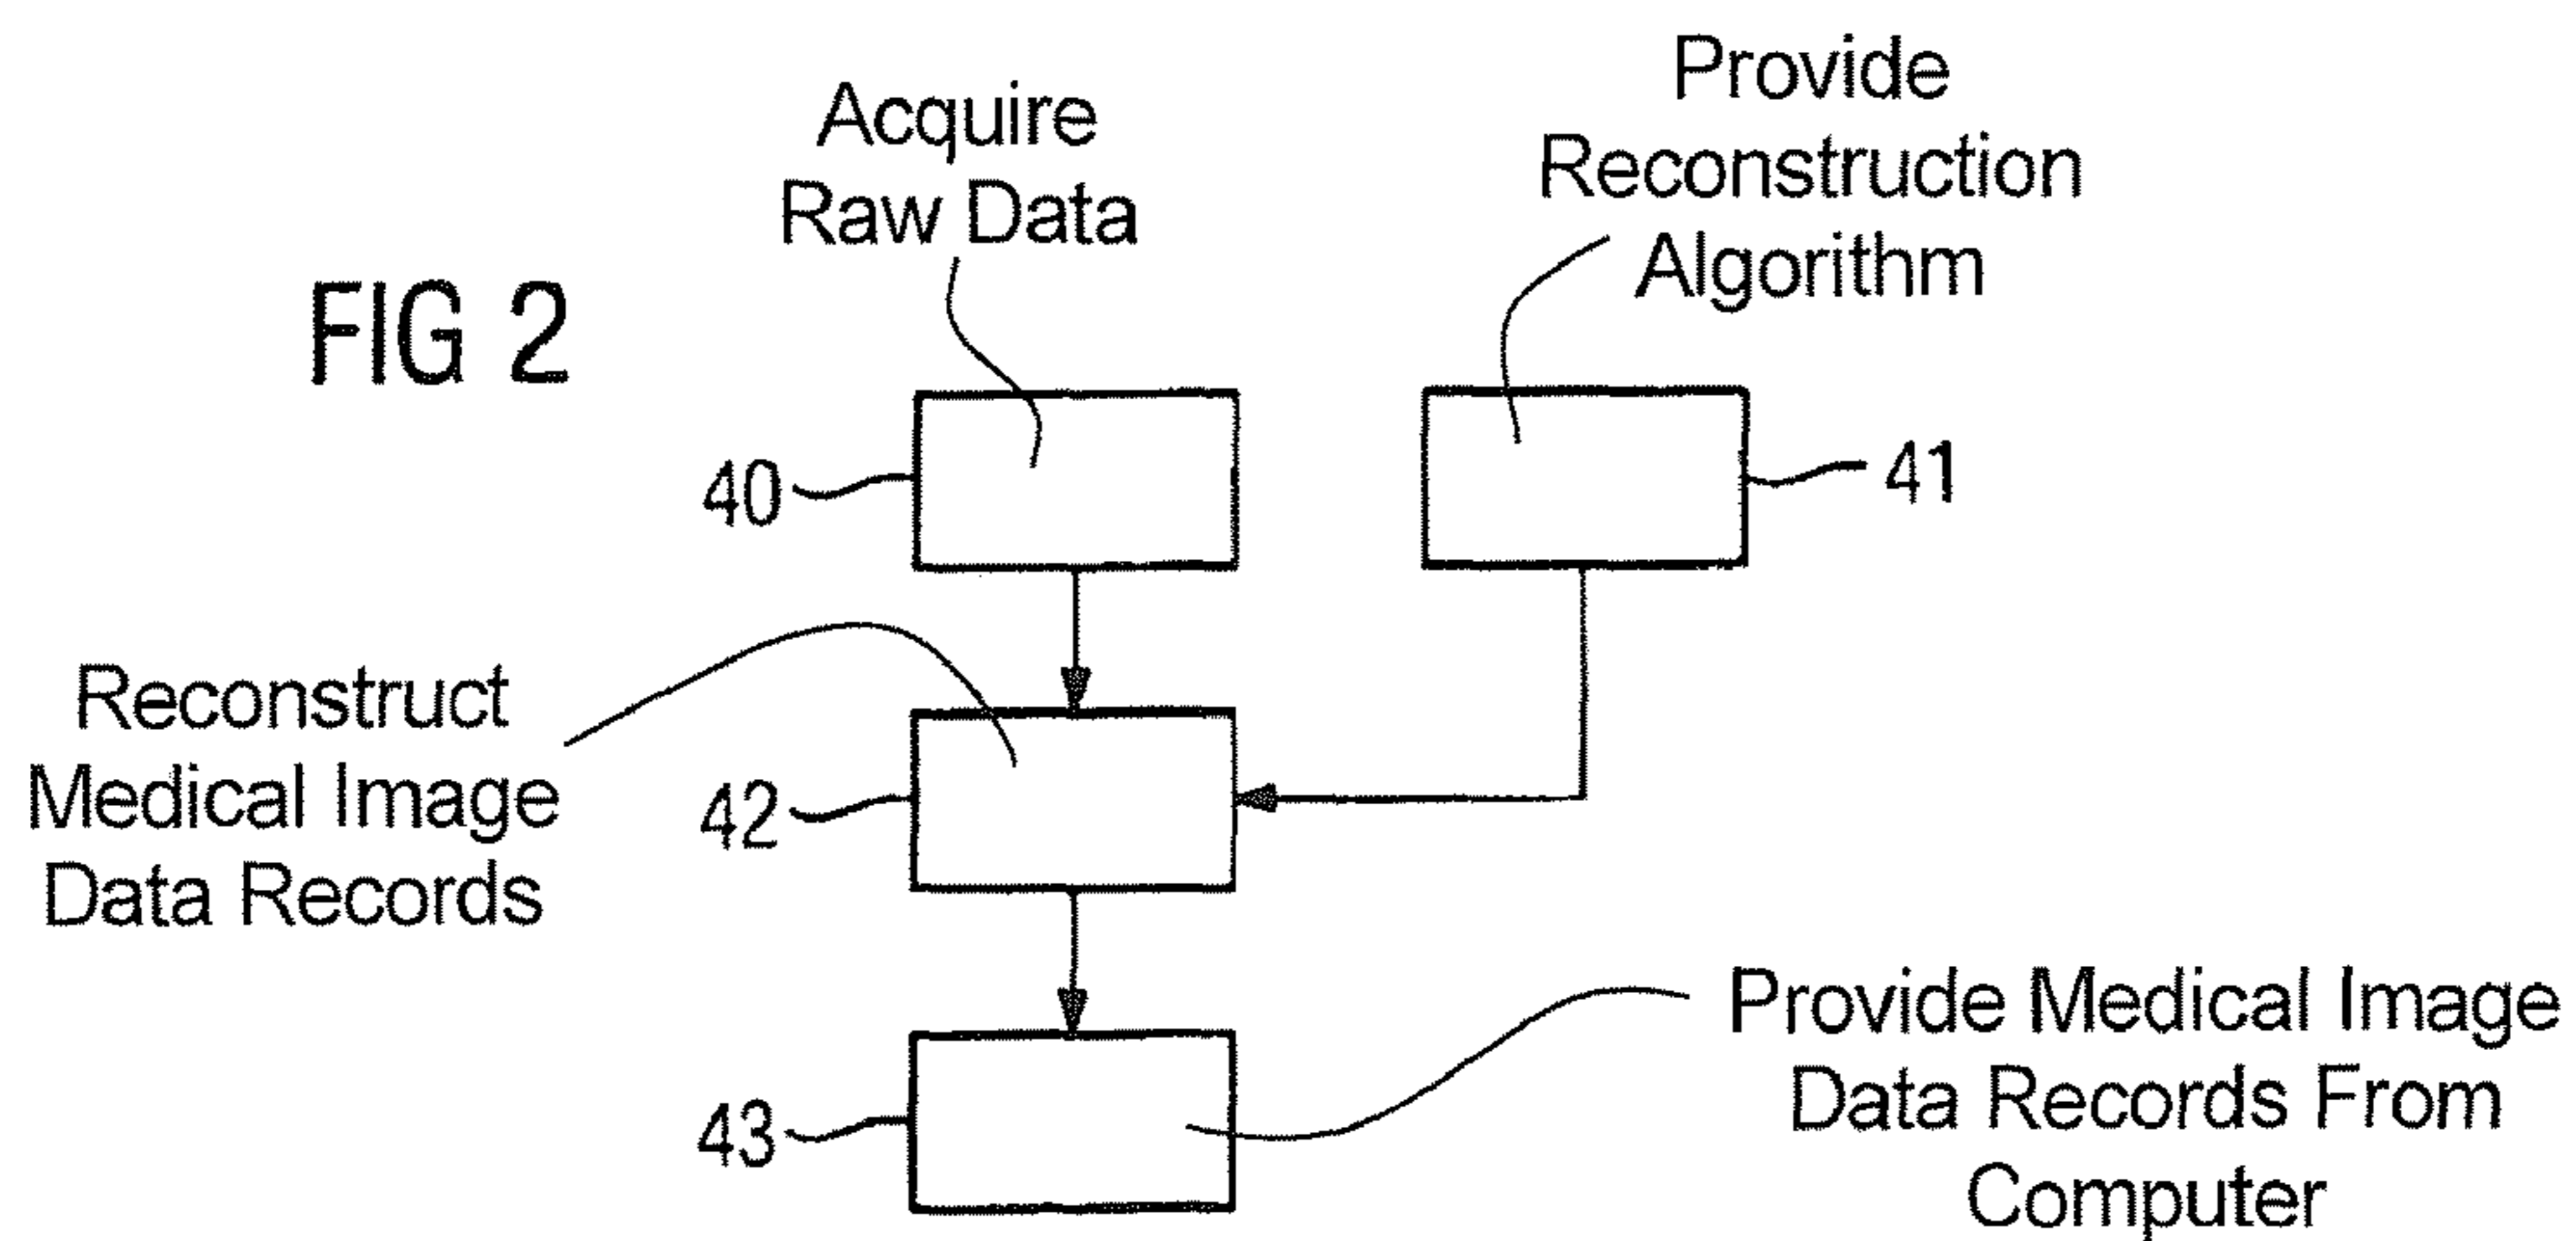 FIG 2
Acquire
Raw Data
Provide
Reconstruction
Algorithm
40
41
Reconstruct
Medical Image
Data Records
42
43
Provide Medical Image
Data Records From
Computer